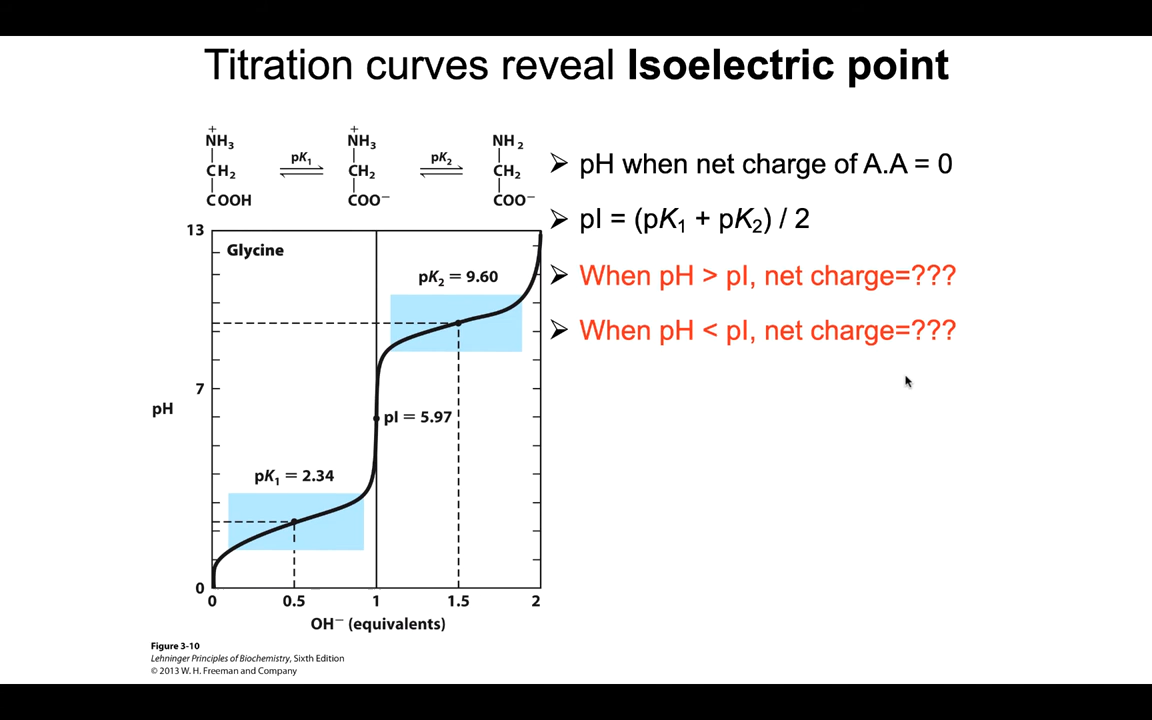 Titration curves reveal Isoelectric point
+ +
NH₃ NH₃ NH₂
pK₁ pK₂
CH₂ CH₂ CH₂
COOH COO⁻ COO⁻
➢ pH when net charge of A.A = 0
➢ pI = (pK₁ + pK₂) / 2
➢ When pH > pI, net charge=???
➢ When pH < pI, net charge=???
13
Glycine
pK₂ = 9.60
7
pH
pI = 5.97
pK₁ = 2.34
0
0 0.5 1 1.5 2
OH⁻ (equivalents)
Figure 3-10
Lehninger Principles of Biochemistry, Sixth Edition
© 2013 W. H. Freeman and Company